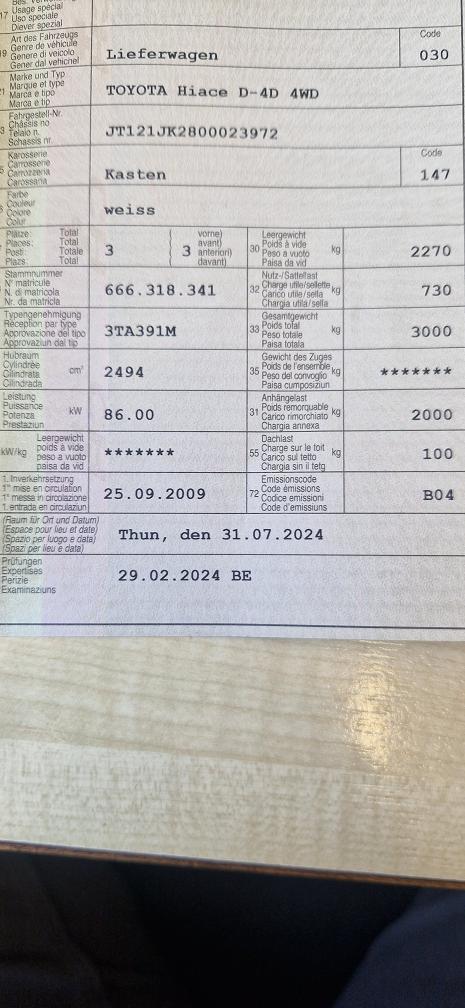 17 Usage spécial
Uso speciale
Diever spezial
Art des Fahrzeugs
Genre de véhicule
Genere di veicolo
Gener dal vehichel
Lieferwagen
Code
030
Marke und Typ
Marque et type
Marca e tipo
Marca e tip
TOYOTA Hiace D-4D 4WD
Fahrgestell-Nr.
Châssis no
Telaio n.
Schassis nr.
JT121JK2800023972
Karosserie
Carrosserie
Carrozzeria
Carossaria
Kasten
Code
147
Farbe
Couleur
Colore
Colur
weiss
Plätze: Total
Places: Total
Posti: Totale
Plazs: Total
3
3
vorne)
avant)
anteriori)
davant)
30 Leergewicht
Poids à vide
Peso a vuoto
Paisa da vid
kg
2270
Stammnummer
N° matricule
N. di matricola
Nr. da matricla
666.318.341
32 Nutz-/Sattellast
Charge utile/sellette
Carico utile/sella
Chargia utila/sella
kg
730
Typengenehmigung
Réception par type
Approvazione del tipo
Approvaziun dal tip
3TA391M
33 Gesamtgewicht
Poids total
Peso totale
Paisa totala
kg
3000
Hubraum
Cylindrée
Cilindrata
Cilindrada
cm³
2494
35 Gewicht des Zuges
Poids de l'ensemble
Peso del convoglio
Paisa cumposiziun
kg
*******
Leistung
Puissance
Potenza
Prestaziun
kW
86.00
31 Anhängelast
Poids remorquable
Carico rimorchiato
Chargia annexa
kg
2000
kW/kg
Leergewicht
poids à vide
peso a vuoto
paisa da vid
*******
55 Dachlast
Charge sur le toit
Carico sul tetto
Chargia sin il tetg
kg
100
1. Inverkehrsetzung
1re mise en circulation
1a messa in circolazione
1. entrada en circulaziun
25.09.2009
72 Emissionscode
Code émissions
Codice emissioni
Code d'emissiuns
B04
(Raum für Ort und Datum)
(Espace pour lieu et date)
(Spazio per luogo e data)
(Spazi per lieu e data)
Thun, den 31.07.2024
Prüfungen
Expertises
Perizie
Examinaziuns
29.02.2024 BE